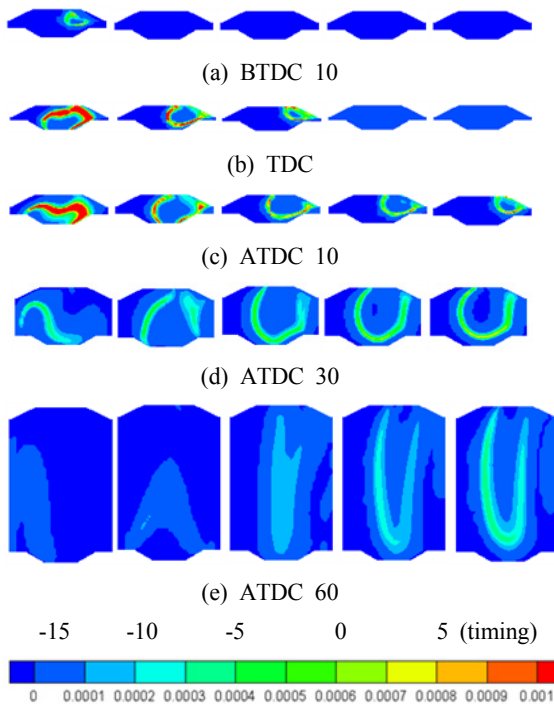 (a) BTDC 10
(b) TDC
(c) ATDC 10
(d) ATDC 30
(e) ATDC 60
-15 -10 -5 0 5 (timing)
0 0.0001 0.0002 0.0003 0.0004 0.0005 0.0006 0.0007 0.0008 0.0009 0.001